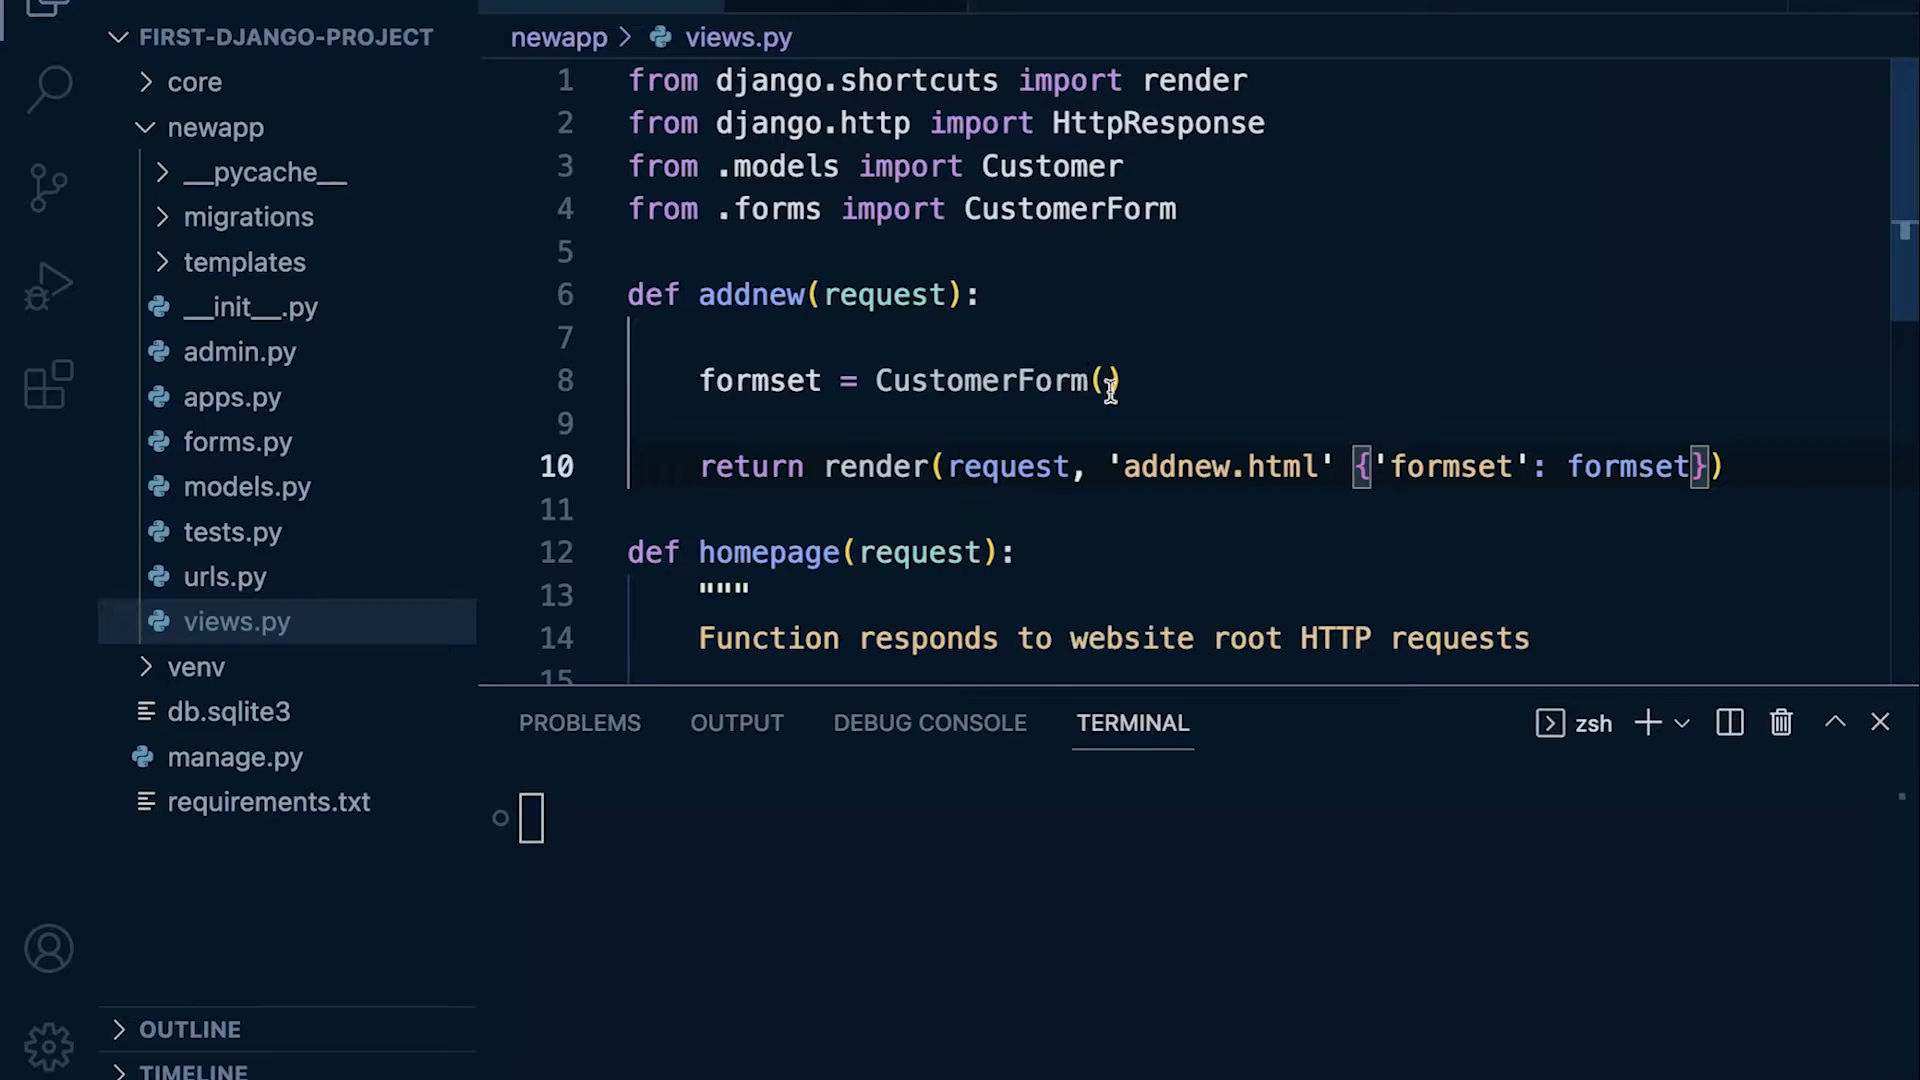 FIRST-DJANGO-PROJECT
core
newapp
__pycache__
migrations
templates
__init__.py
admin.py
apps.py
forms.py
models.py
tests.py
urls.py
views.py
venv
db.sqlite3
manage.py
requirements.txt
OUTLINE
TIMELINE
newapp > views.py
1 from django.shortcuts import render
2 from django.http import HttpResponse
3 from .models import Customer
4 from .forms import CustomerForm
5
6 def addnew(request):
7
8 formset = CustomerForm()
9
10 return render(request, 'addnew.html' {'formset': formset})
11
12 def homepage(request):
13 """
14 Function responds to website root HTTP requests
15
PROBLEMS OUTPUT DEBUG CONSOLE TERMINAL zsh